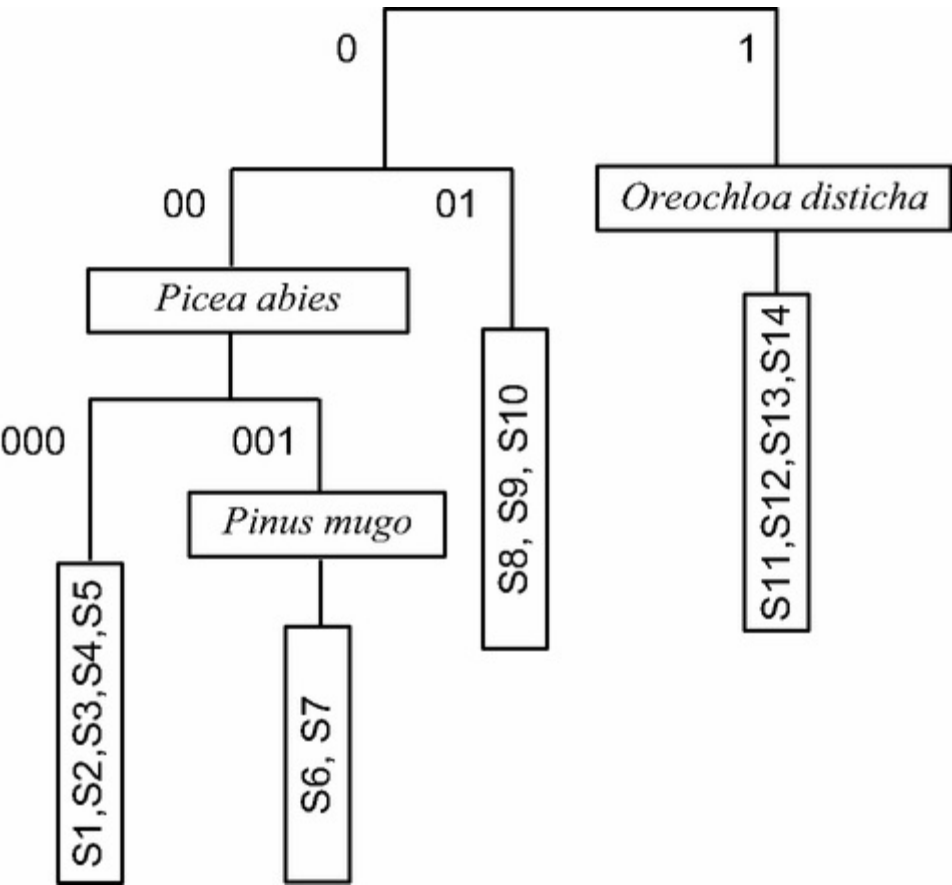 0
1
00
01
Oreochloa disticha
Picea abies
000
001
Pinus mugo
S1,S2,S3,S4,S5
S6, S7
S8, S9, S10
S11,S12,S13,S14